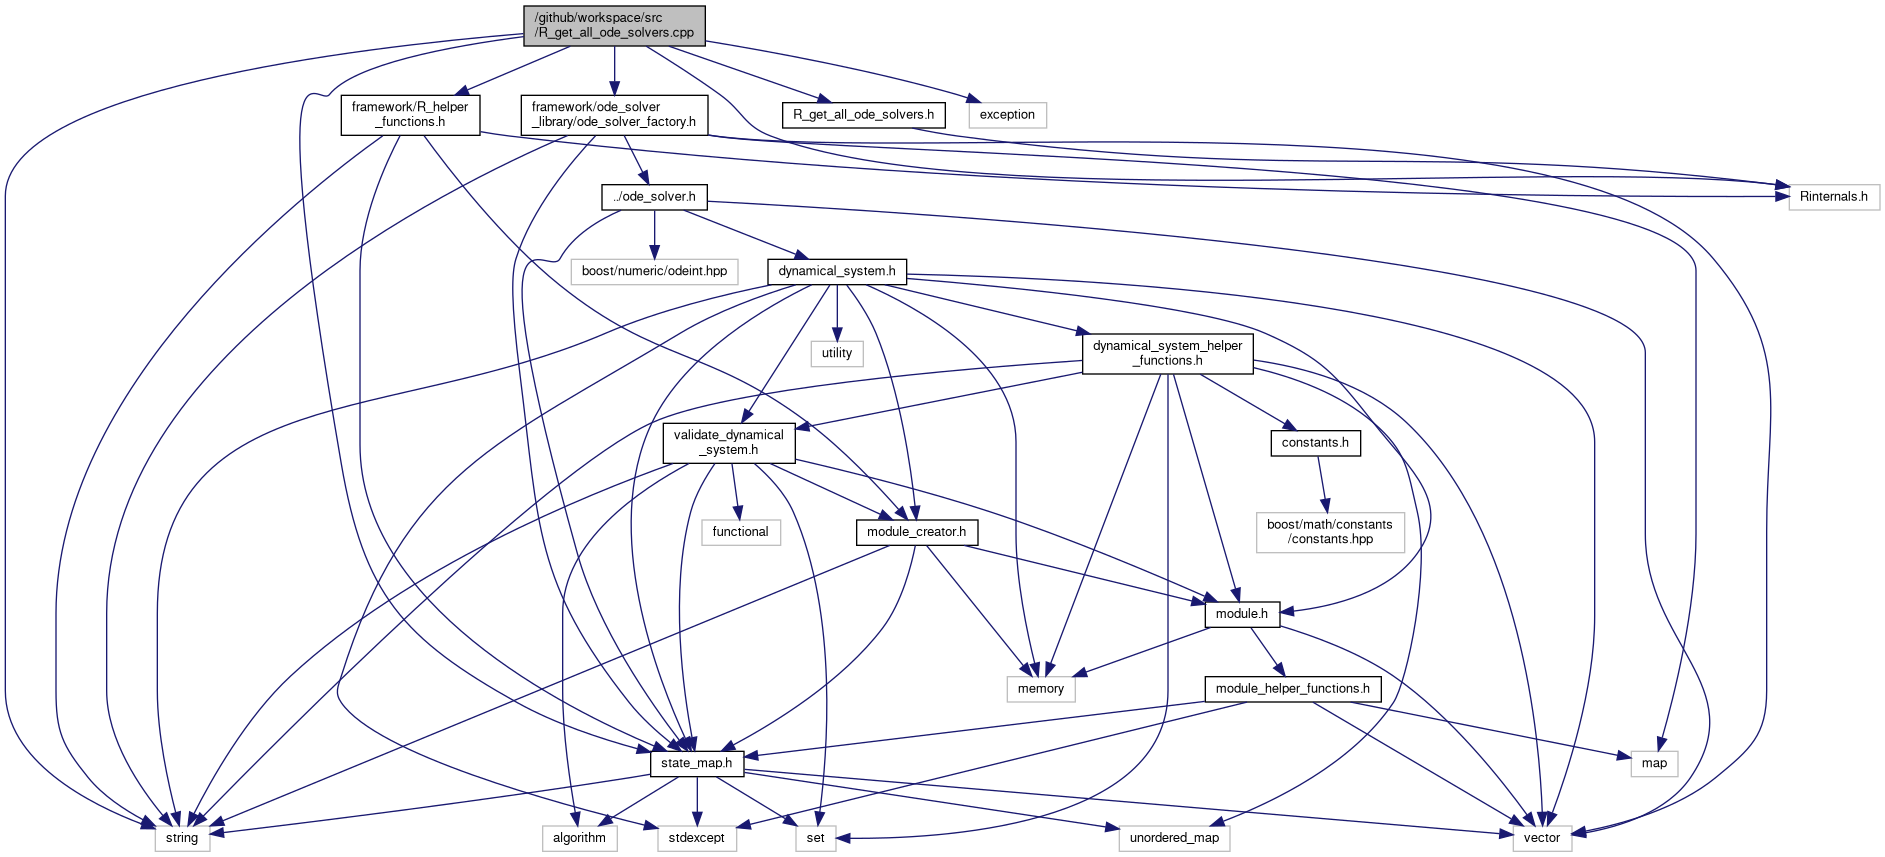 /github/workspace/src
/R_get_all_ode_solvers.cpp
framework/R_helper
_functions.h
framework/ode_solver
_library/ode_solver_factory.h
R_get_all_ode_solvers.h
exception
../ode_solver.h
Rinternals.h
boost/numeric/odeint.hpp
dynamical_system.h
utility
dynamical_system_helper
_functions.h
validate_dynamical
_system.h
constants.h
functional
module_creator.h
boost/math/constants
/constants.hpp
module.h
memory
module_helper_functions.h
state_map.h
map
string
algorithm
stdexcept
set
unordered_map
vector